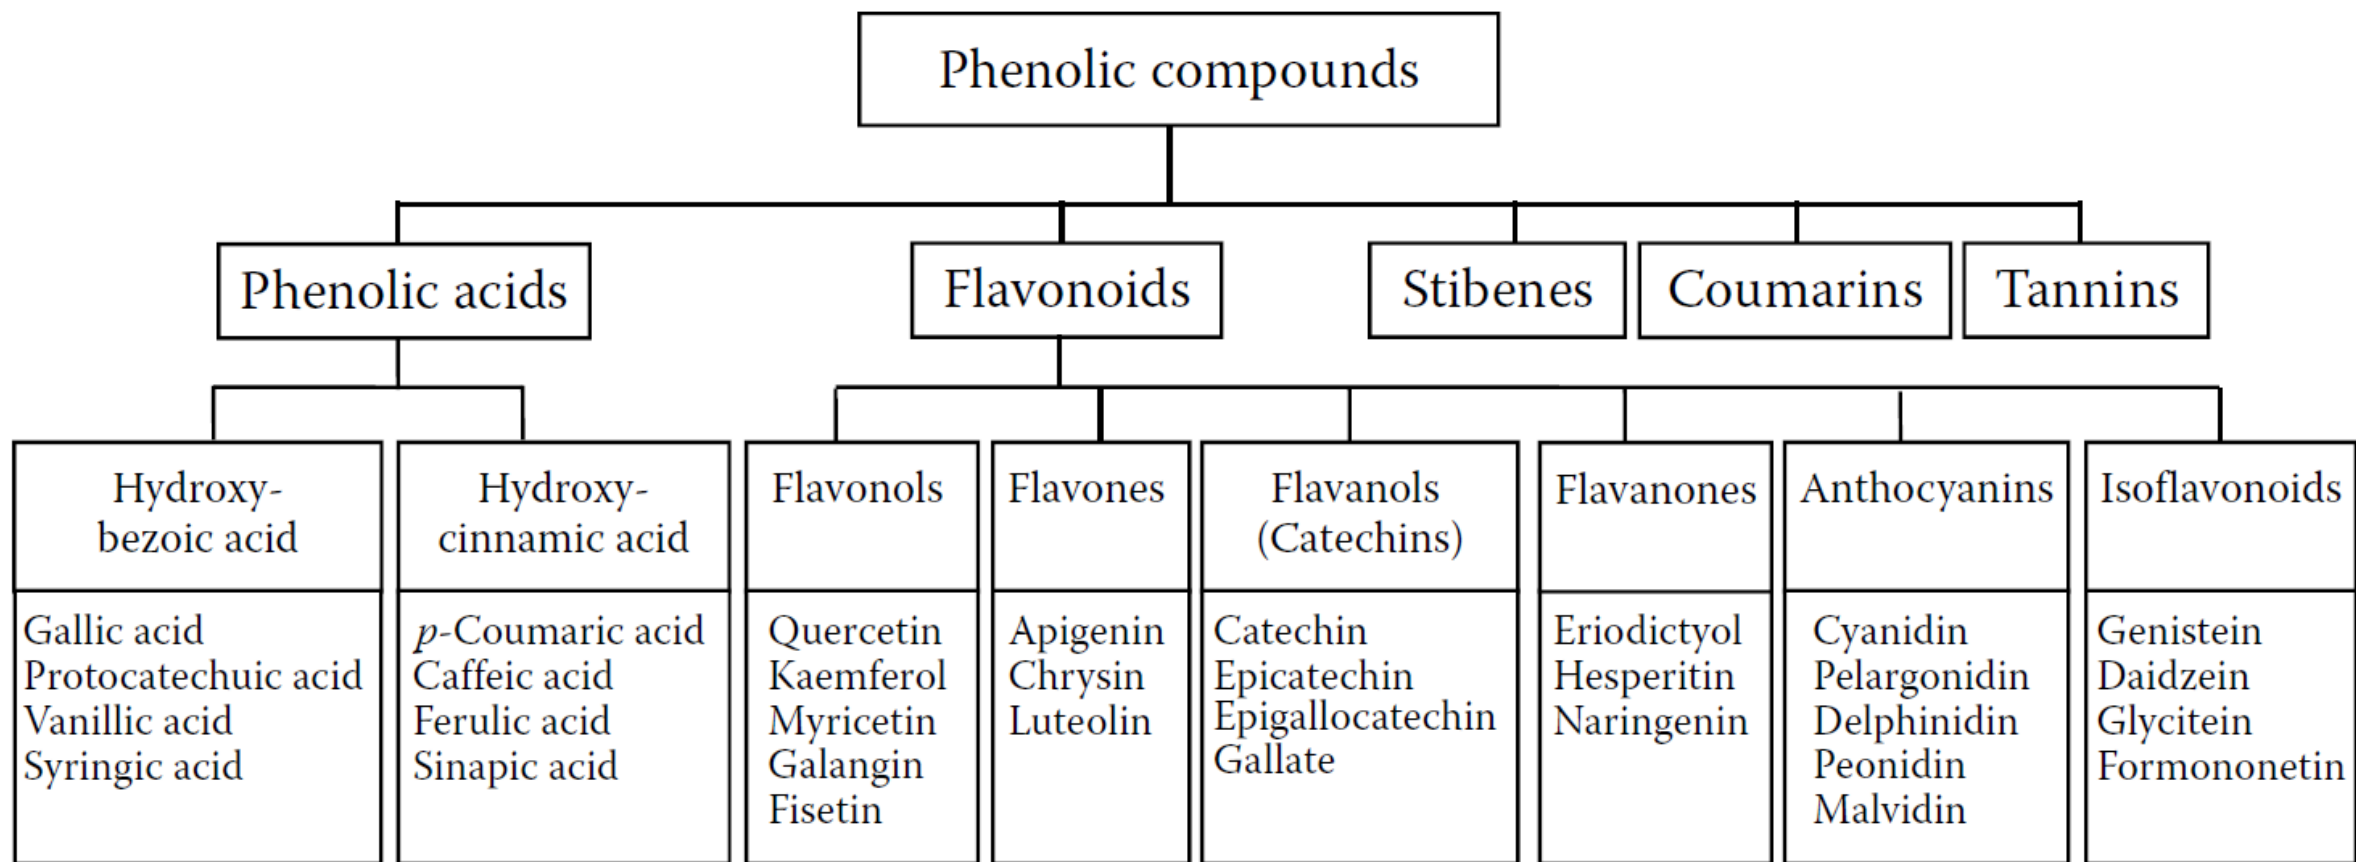 Phenolic compounds
Phenolic acids
Flavonoids
Stibenes
Coumarins
Tannins
Hydroxy-
bezoic acid
Gallic acid
Protocatechuic acid
Vanillic acid
Syringic acid
Hydroxy-
cinnamic acid
p-Coumaric acid
Caffeic acid
Ferulic acid
Sinapic acid
Flavonols
Quercetin
Kaemferol
Myricetin
Galangin
Fisetin
Flavones
Apigenin
Chrysin
Luteolin
Flavanols
(Catechins)
Catechin
Epicatechin
Epigallocatechin
Gallate
Flavanones
Eriodictyol
Hesperitin
Naringenin
Anthocyanins
Cyanidin
Pelargonidin
Delphinidin
Peonidin
Malvidin
Isoflavonoids
Genistein
Daidzein
Glycitein
Formononetin